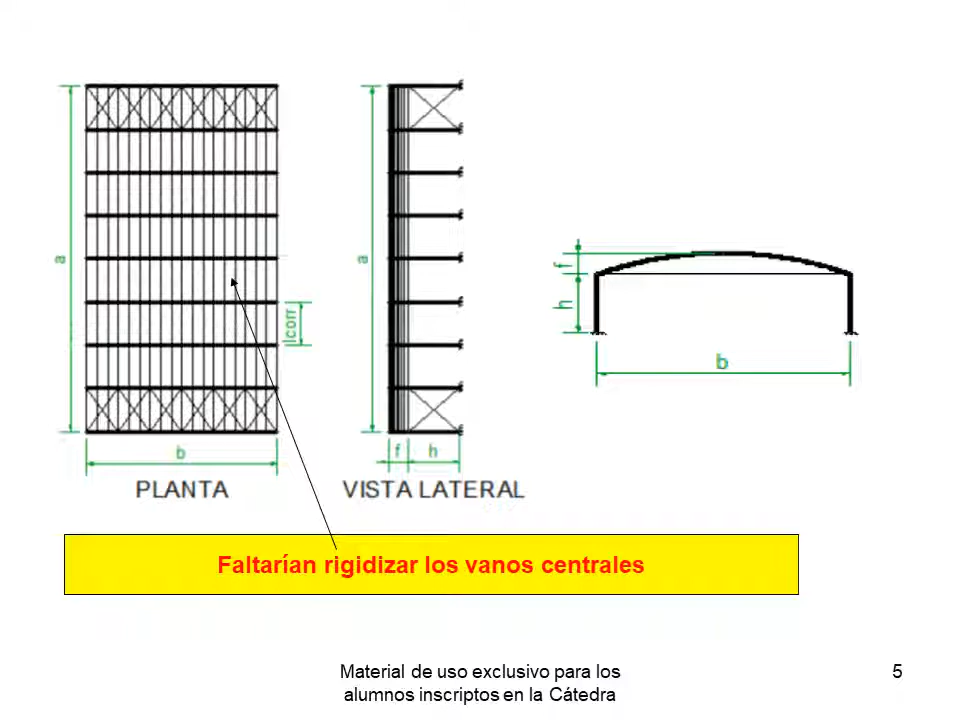 a
b
lcorr
PLANTA
a
f
h
VISTA LATERAL
f
h
b
Faltarían rigidizar los vanos centrales
Material de uso exclusivo para los
alumnos inscriptos en la Cátedra
5